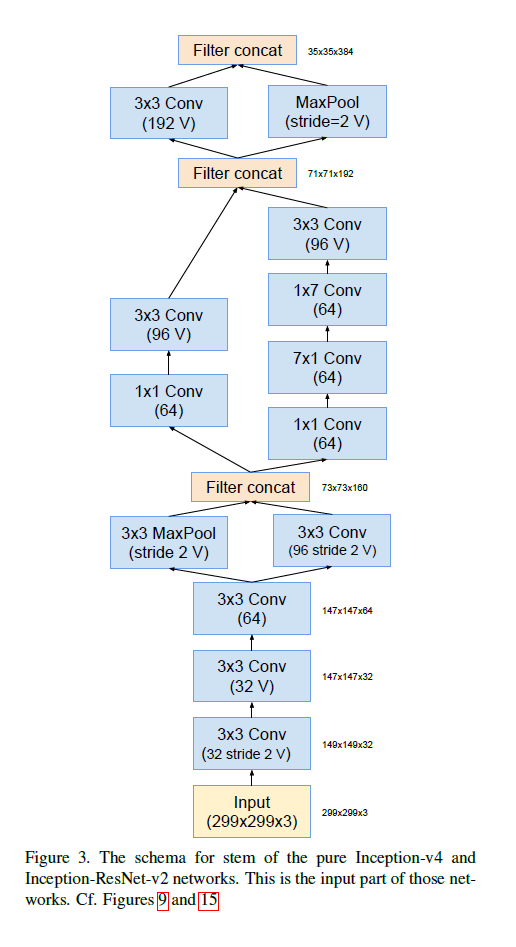 Filter concat
35x35x384
3x3 Conv
(192 V)
MaxPool
(stride=2 V)
Filter concat
71x71x192
3x3 Conv
(96 V)
1x7 Conv
(64)
3x3 Conv
(96 V)
7x1 Conv
(64)
1x1 Conv
(64)
1x1 Conv
(64)
Filter concat
73x73x160
3x3 MaxPool
(stride 2 V)
3x3 Conv
(96 stride 2 V)
3x3 Conv
(64)
147x147x64
3x3 Conv
(32 V)
147x147x32
3x3 Conv
(32 stride 2 V)
149x149x32
Input
(299x299x3)
299x299x3
Figure 3. The schema for stem of the pure Inception-v4 and
Inception-ResNet-v2 networks. This is the input part of those net-
works. Cf. Figures 9 and 15